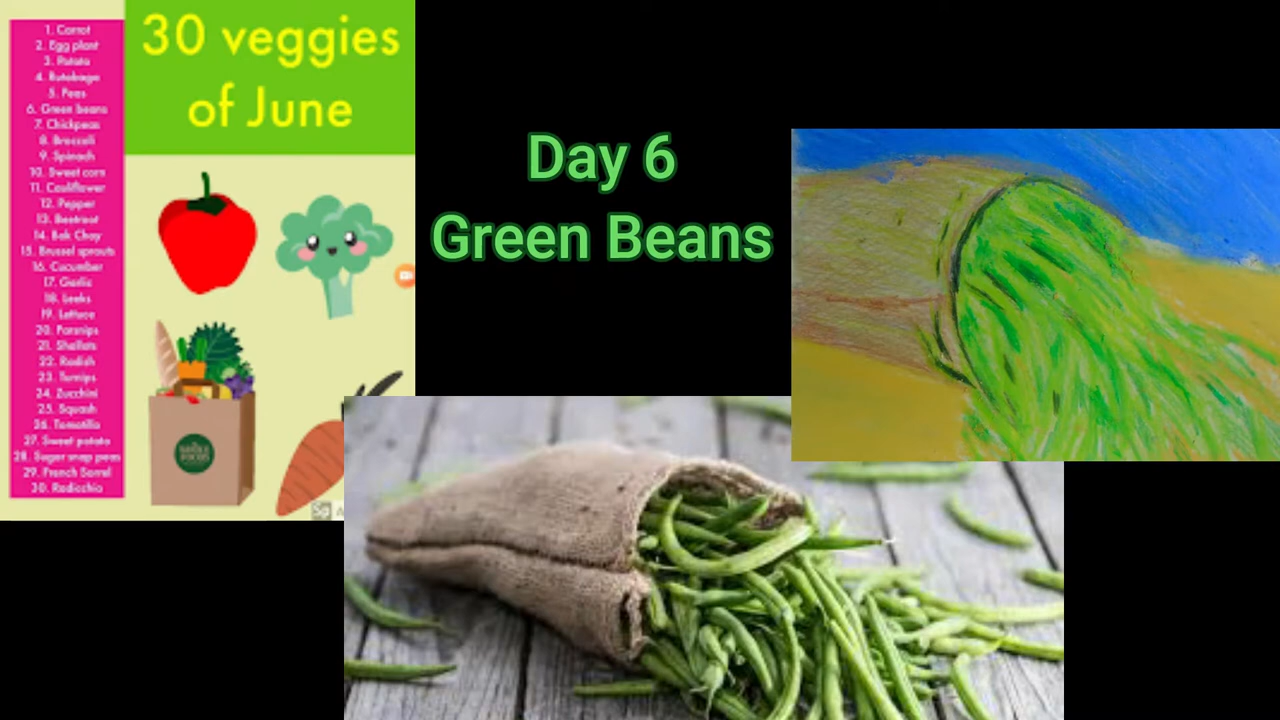 30 veggies
of June
1. Carrot
2. Egg plant
3. Potato
4. Rutabaga
5. Peas
6. Green beans
7. Chickpeas
8. Broccoli
9. Spinach
10. Sweet corn
11. Cauliflower
12. Pepper
13. Beetroot
14. Bok Choy
15. Brussel sprouts
16. Cucumber
17. Garlic
18. Leeks
19. Lettuce
20. Parsnips
21. Shallots
22. Radish
23. Turnips
24. Zucchini
25. Squash
26. Tomatillo
27. Sweet potato
28. Sugar snap peas
29. French Sorrel
30. Radicchio
Day 6
Green Beans
Sp